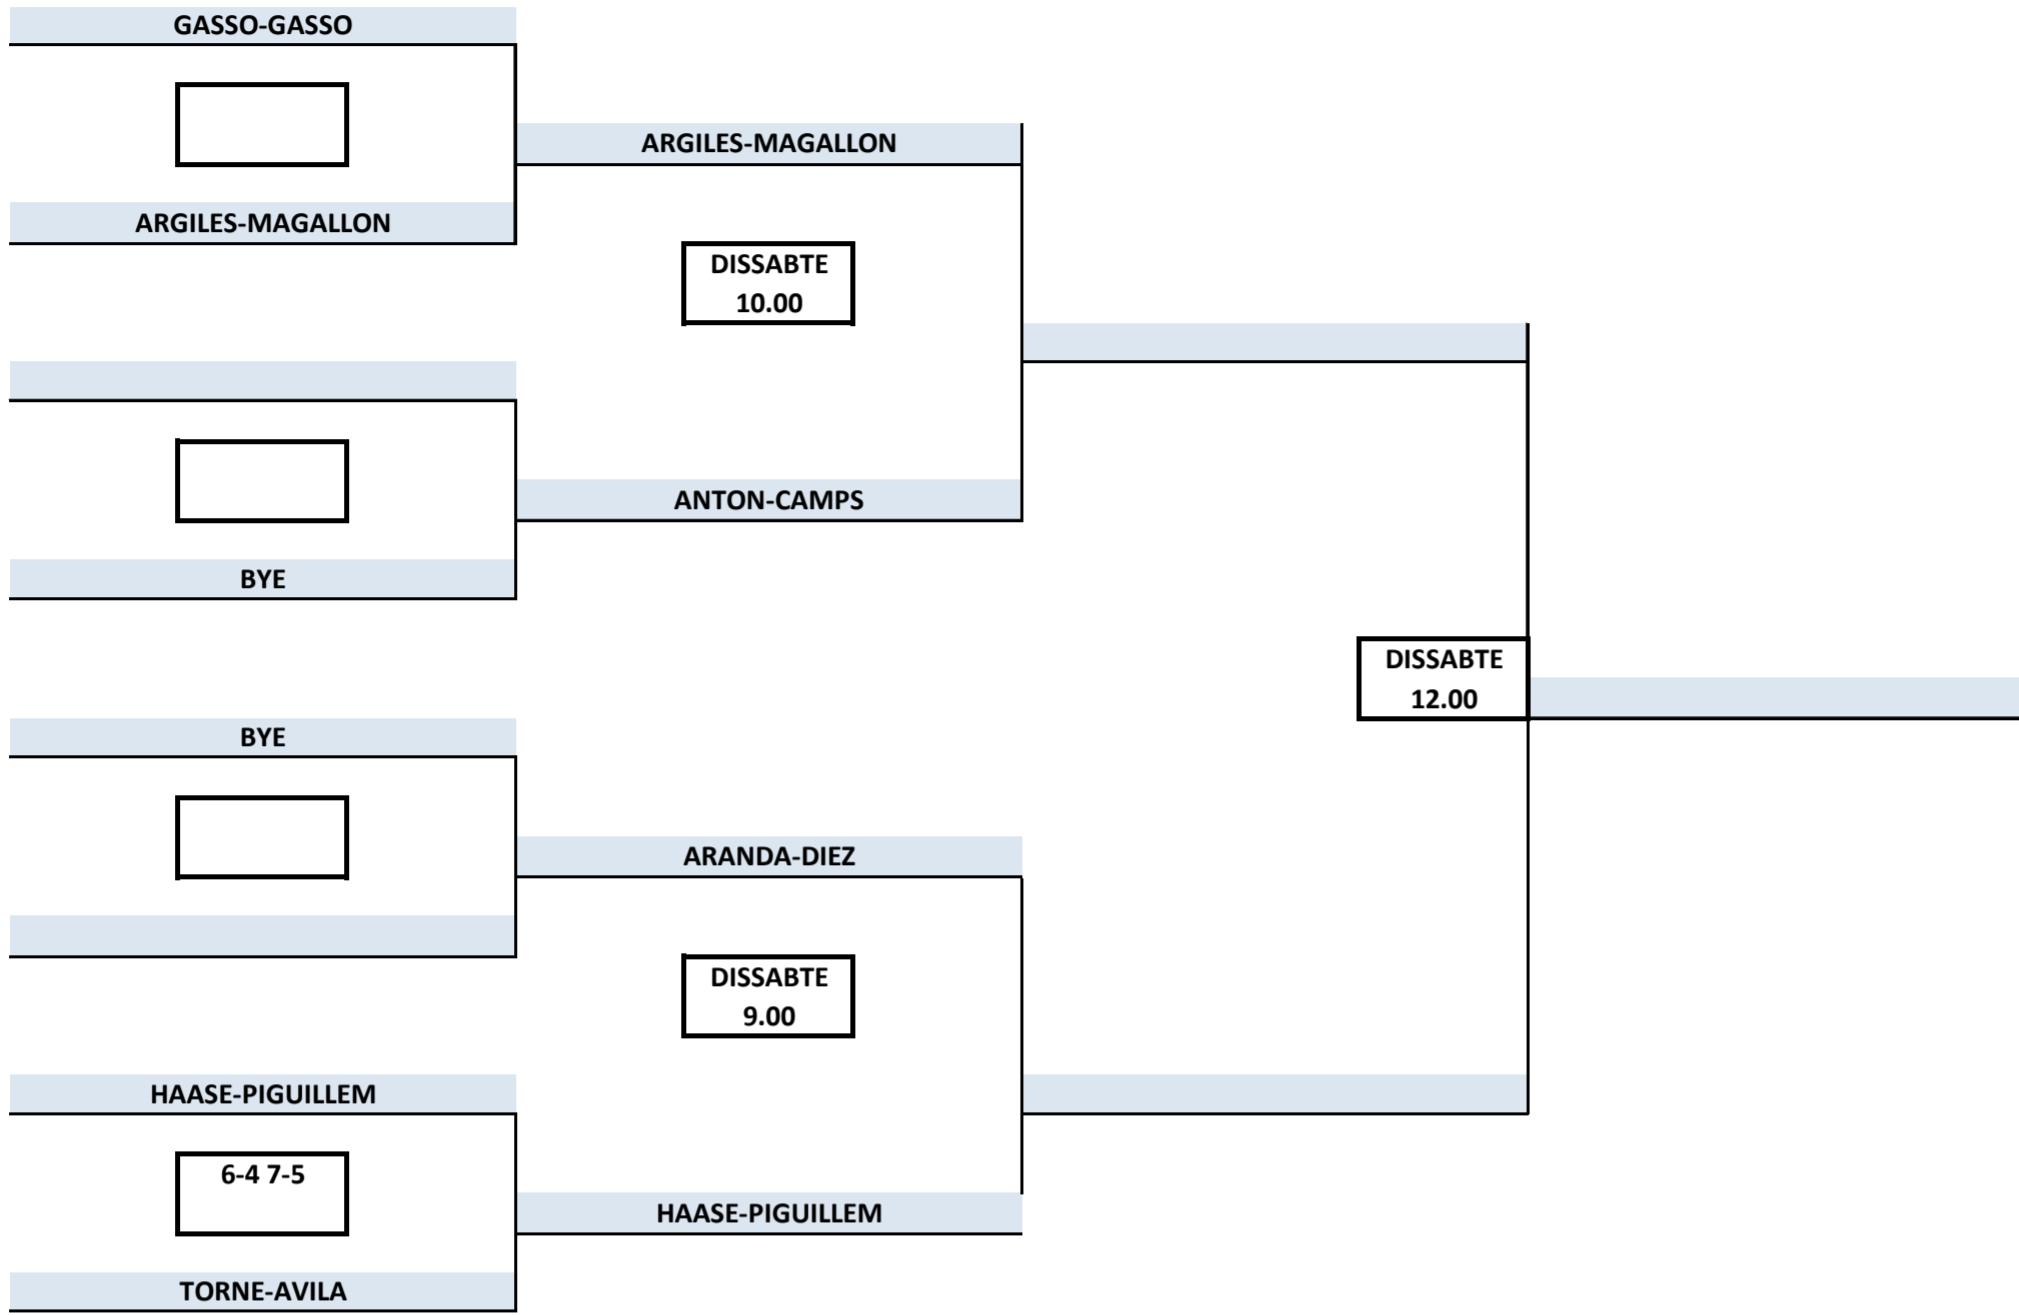 GASSO-GASSO
ARGILES-MAGALLON
ARGILES-MAGALLON
DISSABTE
10.00
ANTON-CAMPS
BYE
DISSABTE
12.00
BYE
ARANDA-DIEZ
DISSABTE
9.00
HAASE-PIGUILLEM
6-4 7-5
HAASE-PIGUILLEM
TORNE-AVILA